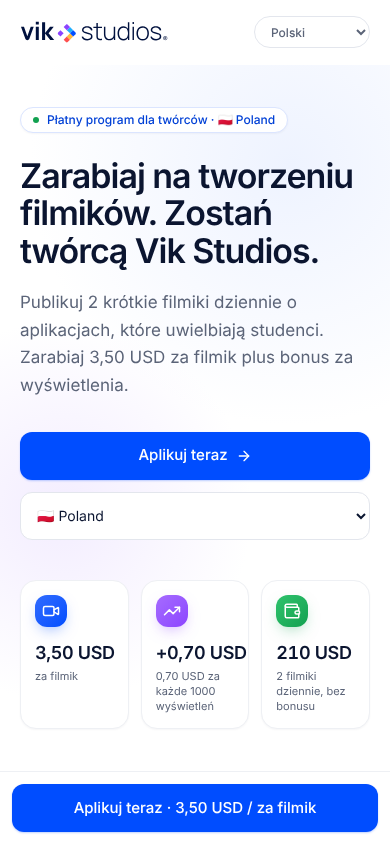 vik studios®
Polski
Płatny program dla twórców · 🇵🇱 Poland
Zarabiaj na tworzeniu
filmików. Zostań
twórcą Vik Studios.
Publikuj 2 krótkie filmiki dziennie o
aplikacjach, które uwielbiają studenci.
Zarabiaj 3,50 USD za filmik plus bonus za
wyświetlenia.
Aplikuj teraz →
🇵🇱 Poland
3,50 USD
za filmik
+0,70 USD
0,70 USD za
każde 1000
wyświetleń
210 USD
2 filmiki
dziennie, bez
bonusu
Aplikuj teraz · 3,50 USD / za filmik